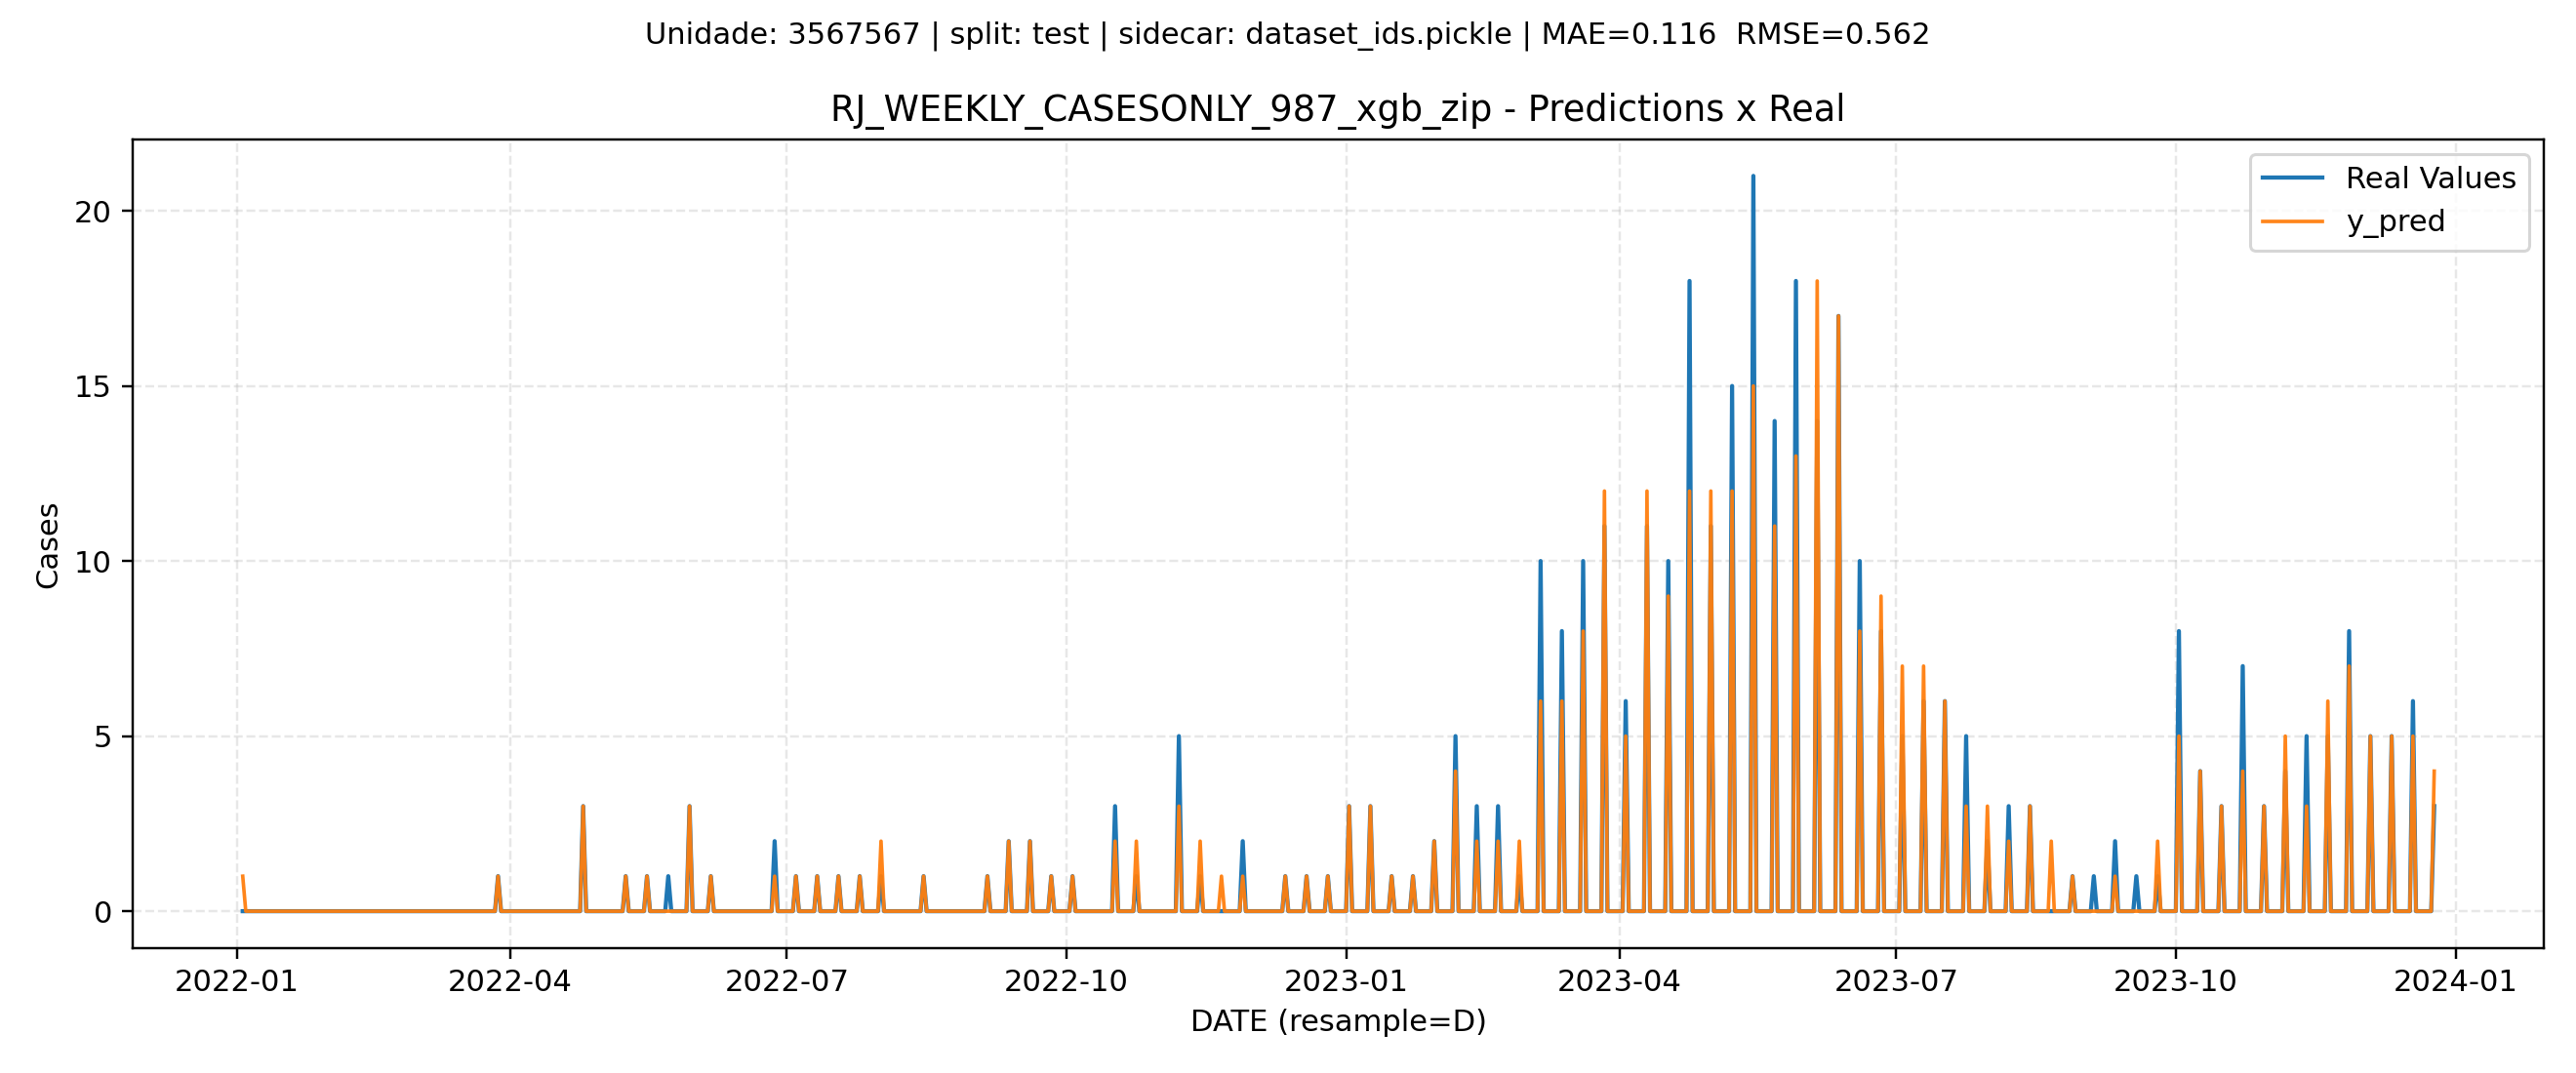 Unidade: 3567567 | split: test | sidecar: dataset_ids.pickle | MAE=0.116  RMSE=0.562
RJ_WEEKLY_CASESONLY_987_xgb_zip - Predictions x Real
Real Values
y_pred
20
15
10
5
0
Cases
2022-01
2022-04
2022-07
2022-10
2023-01
2023-04
2023-07
2023-10
2024-01
DATE (resample=D)